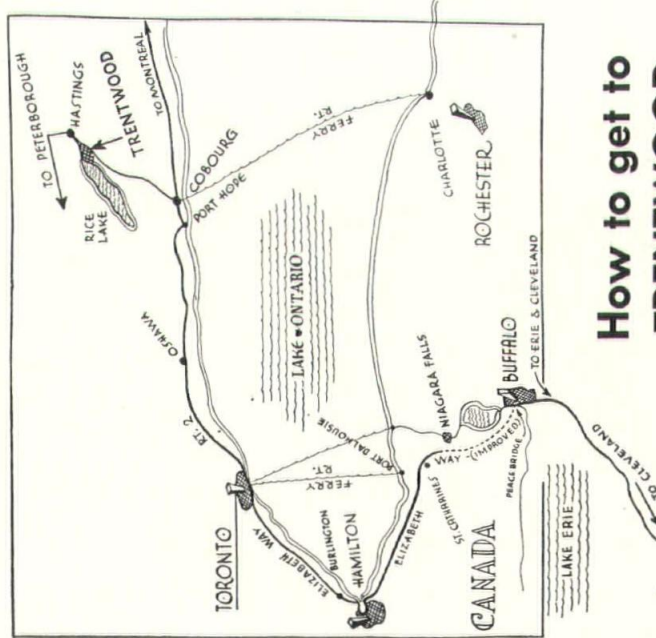 TO PETERBOROUGH
HASTINGS
TRENTWOOD
RICE LAKE
TO MONTREAL
COBOURG
PORT HOPE
FERRY RT.
OSHAWA
RT. 2
LAKE ONTARIO
CHARLOTTE
ROCHESTER
TORONTO
FERRY RT.
PORT DALHOUSIE
ELIZABETH WAY
BURLINGTON
HAMILTON
ELIZABETH WAY - (IMPROVED)
ST. CATHARINES
NIAGARA FALLS
BUFFALO
PEACE BRIDGE
CANADA
LAKE ERIE
TO ERIE & CLEVELAND
TO CLEVELAND
How to get to